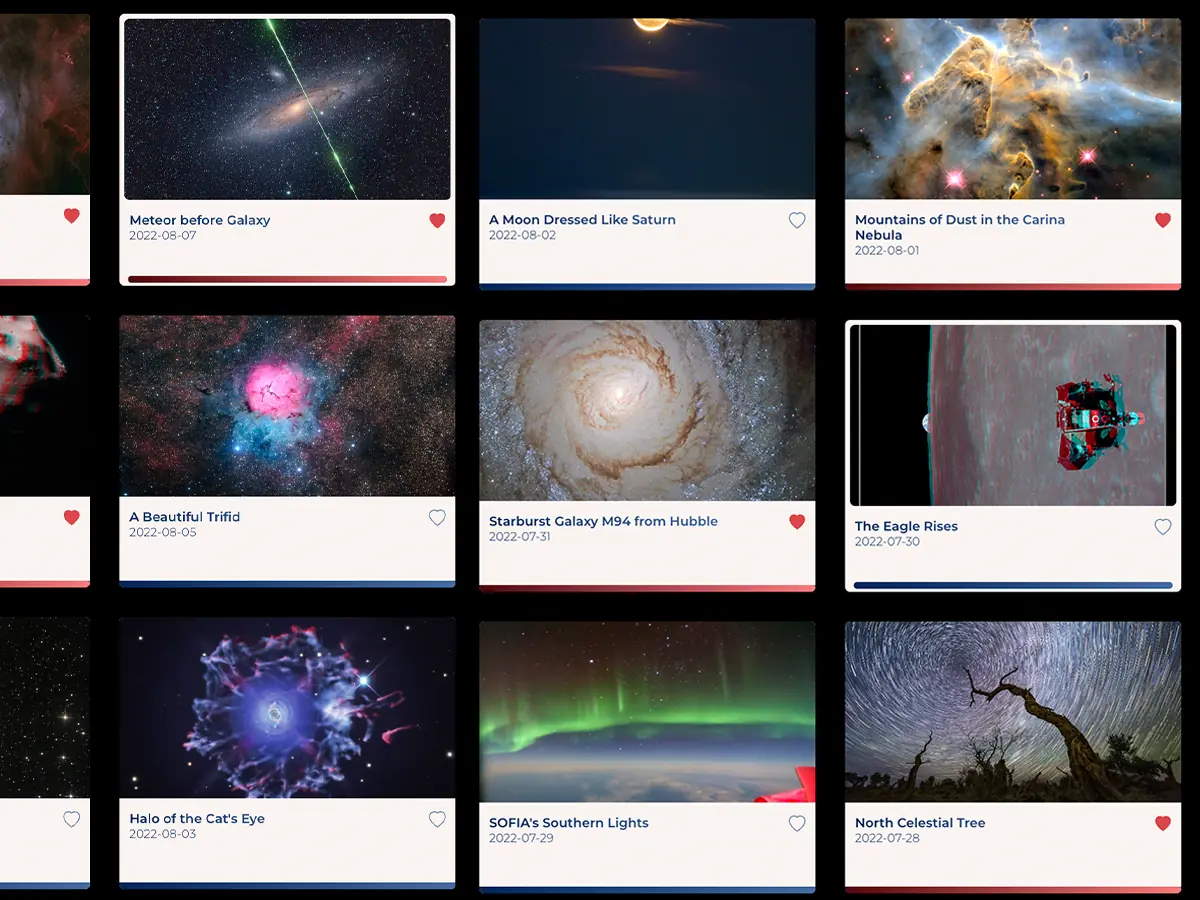 Meteor before Galaxy
2022-08-07
A Moon Dressed Like Saturn
2022-08-02
Mountains of Dust in the Carina
Nebula
2022-08-01
A Beautiful Trifid
2022-08-05
Starburst Galaxy M94 from Hubble
2022-07-31
The Eagle Rises
2022-07-30
Halo of the Cat's Eye
2022-08-03
SOFIA's Southern Lights
2022-07-29
North Celestial Tree
2022-07-28